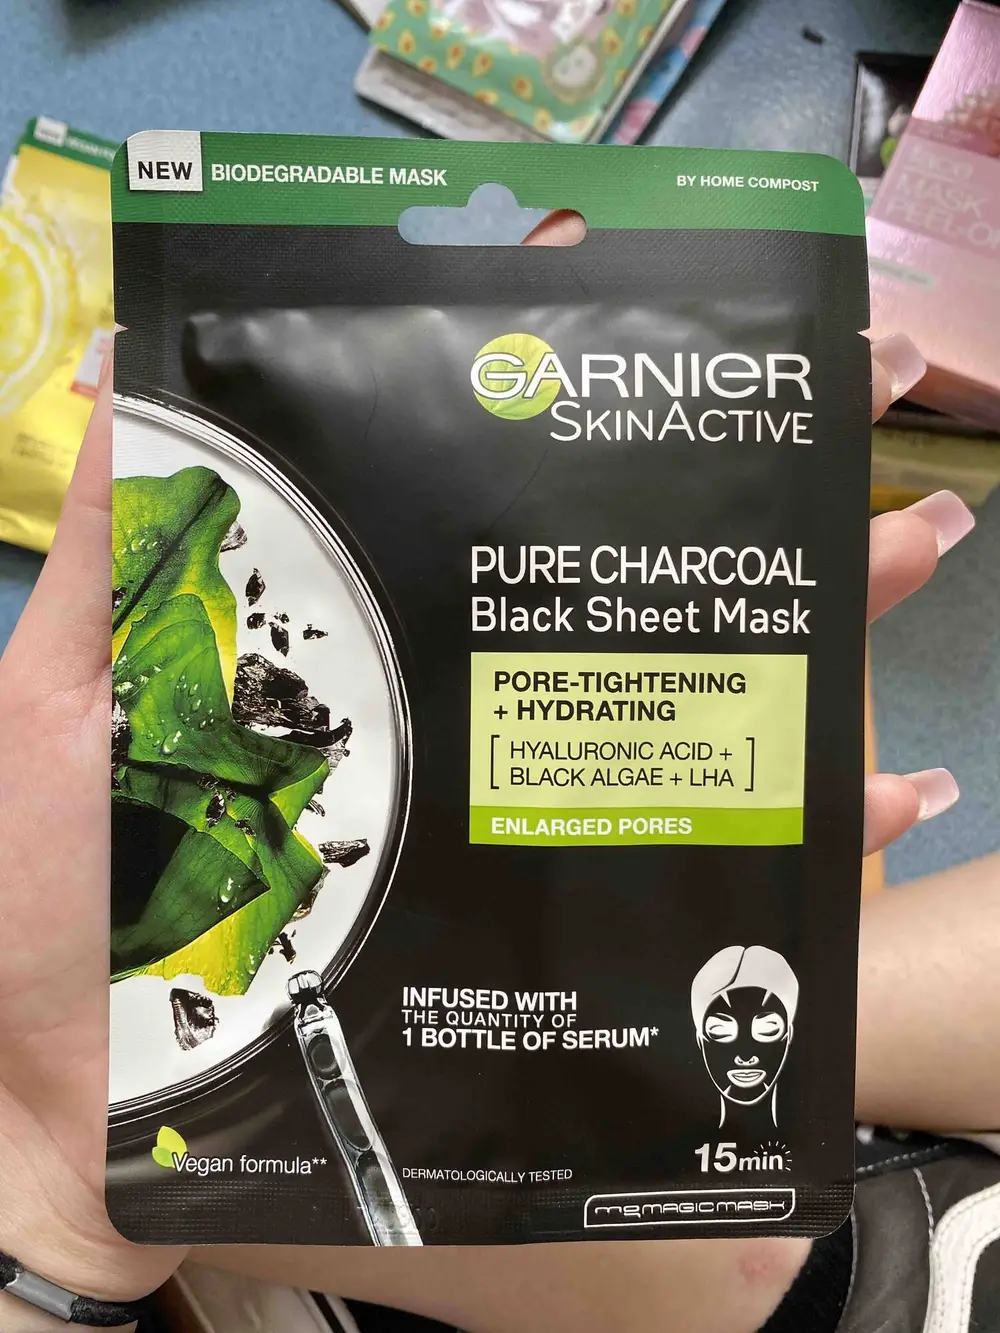 NEW BIODEGRADABLE MASK BY HOME COMPOST
GARNIER
SKINACTIVE
PURE CHARCOAL
Black Sheet Mask
PORE-TIGHTENING
+ HYDRATING
[ HYALURONIC ACID +
BLACK ALGAE + LHA ]
ENLARGED PORES
INFUSED WITH
THE QUANTITY OF
1 BOTTLE OF SERUM*
Vegan formula**
DERMATOLOGICALLY TESTED
15min
MAGICMASK
MASK